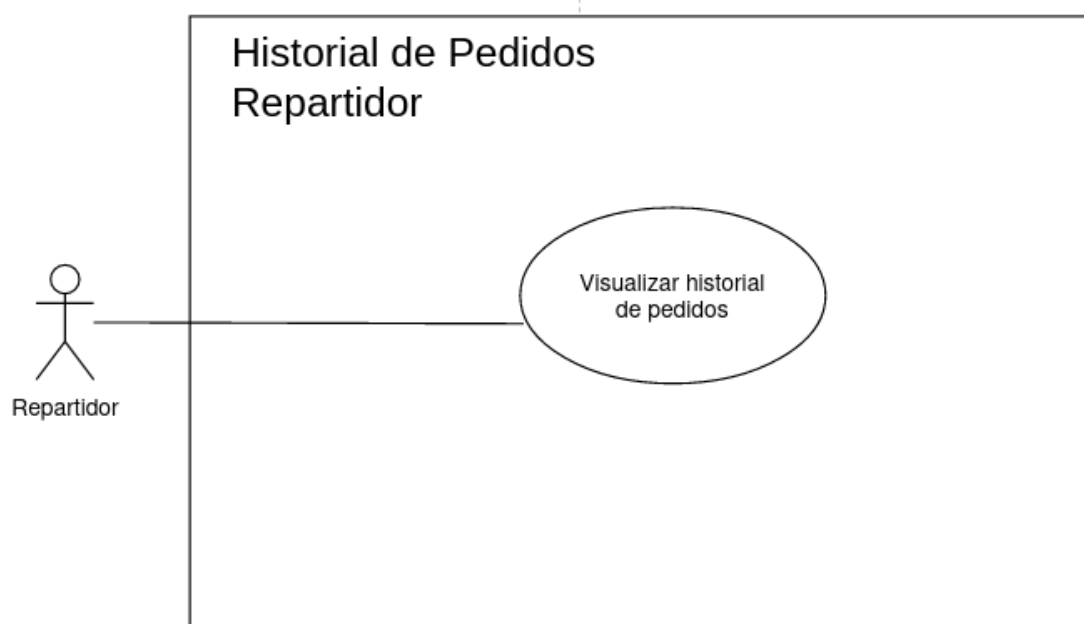 Historial de Pedidos
Repartidor
Visualizar historial
de pedidos
Repartidor